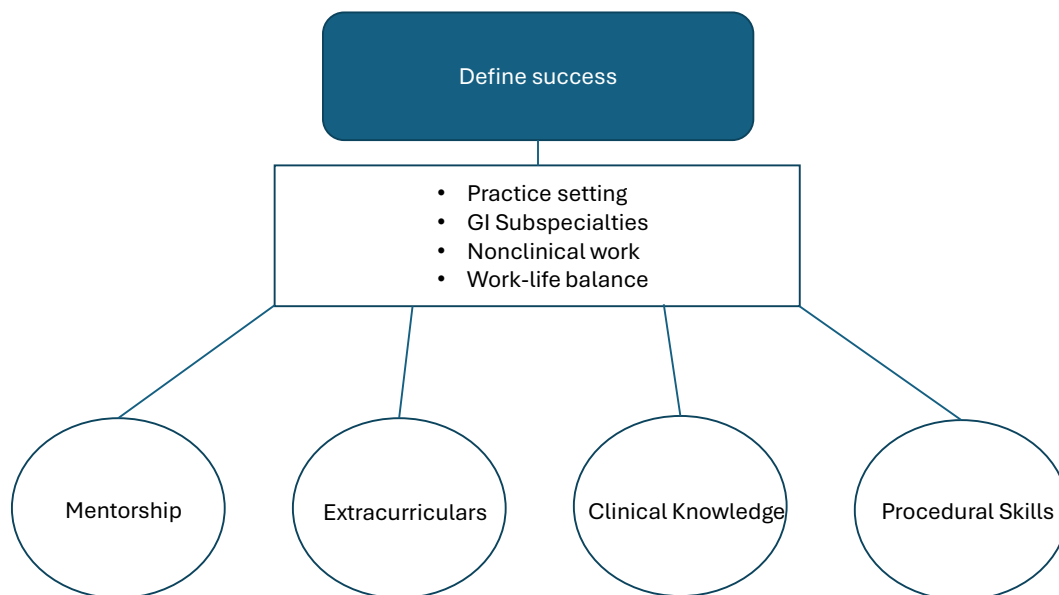 Define success
• Practice setting
• GI Subspecialties
• Nonclinical work
• Work-life balance
Mentorship
Extracurriculars
Clinical Knowledge
Procedural Skills